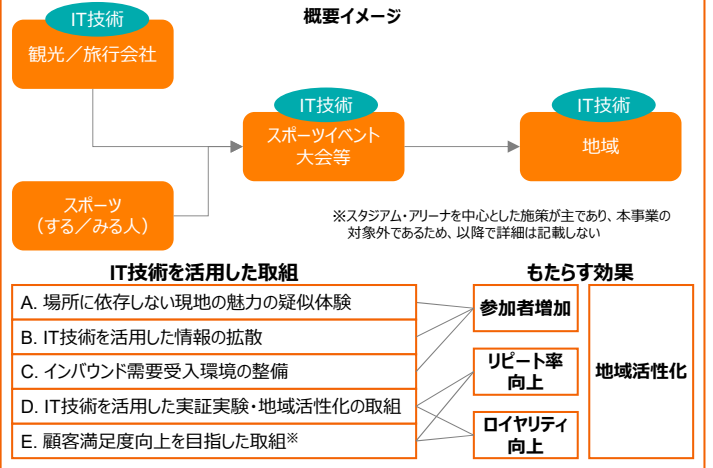 概要イメージ
IT技術
観光／旅行会社
IT技術
スポーツイベント
大会等
IT技術
地域
スポーツ
（する／みる人）
※スタジアム・アリーナを中心とした施策が主であり、本事業の
対象外であるため、以降で詳細は記載しない
IT技術を活用した取組
A. 場所に依存しない現地の魅力の疑似体験
B. IT技術を活用した情報の拡散
C. インバウンド需要受入環境の整備
D. IT技術を活用した実証実験・地域活性化の取組
E. 顧客満足度向上を目指した取組※
もたらす効果
参加者増加
リピート率
向上
ロイヤリティ
向上
地域活性化